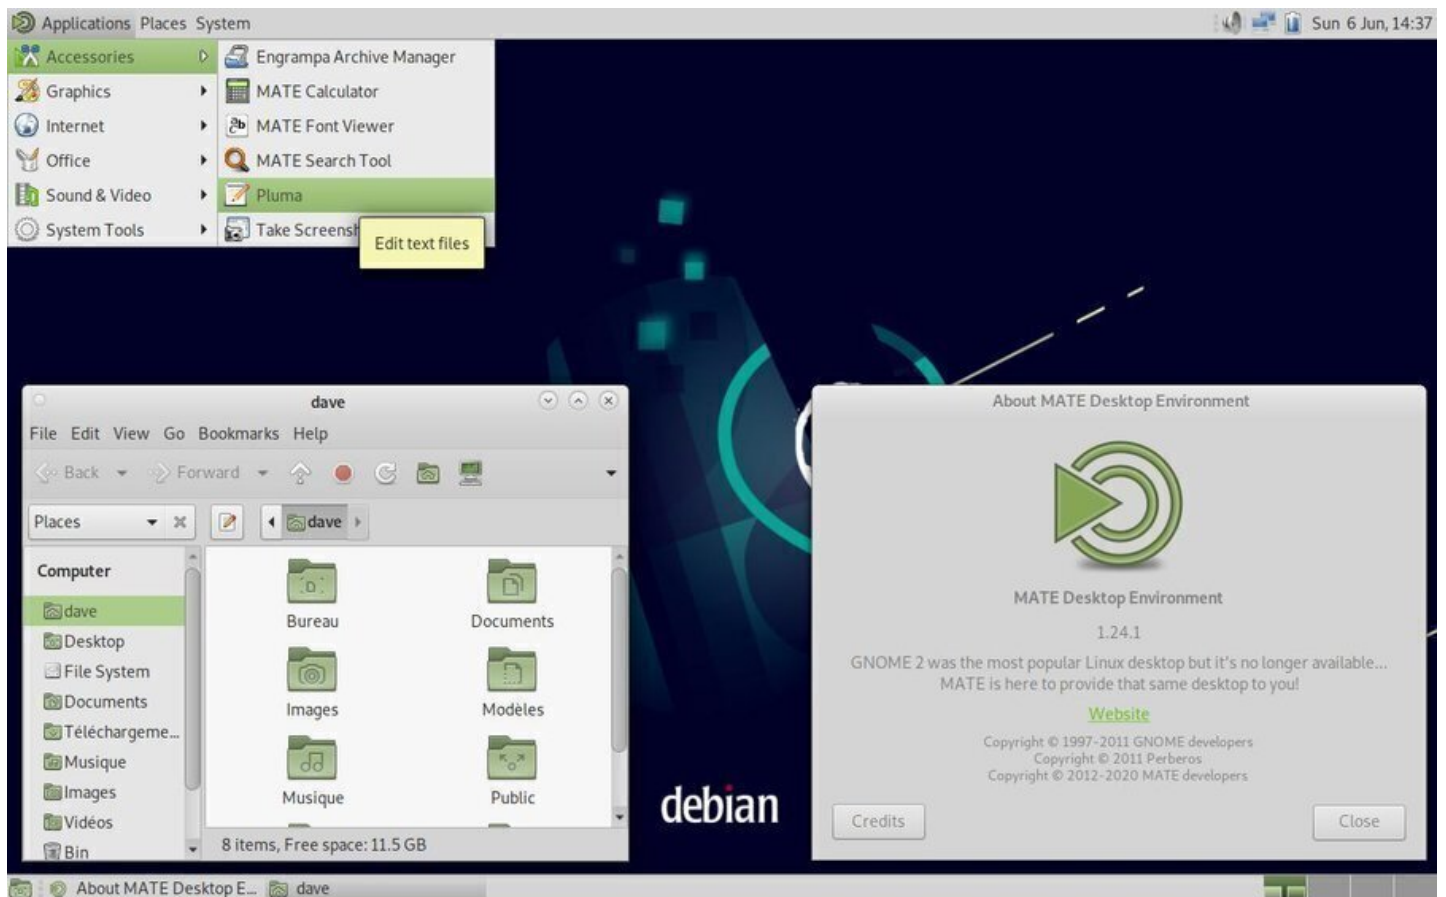 Applications Places System
Sun 6 Jun, 14:37
Accessories
Graphics
Internet
Office
Sound & Video
System Tools
Engrampa Archive Manager
MATE Calculator
MATE Font Viewer
MATE Search Tool
Pluma
Take Screensh
Edit text files
dave
File Edit View Go Bookmarks Help
Back Forward
Places
dave
Computer
dave
Desktop
File System
Documents
Téléchargeme...
Musique
Images
Vidéos
Bin
Bureau
Documents
Images
Modèles
Musique
Public
8 items, Free space: 11.5 GB
debian
About MATE Desktop Environment
MATE Desktop Environment
1.24.1
GNOME 2 was the most popular Linux desktop but it's no longer available...
MATE is here to provide that same desktop to you!
Website
Copyright © 1997-2011 GNOME developers
Copyright © 2011 Perberos
Copyright © 2012-2020 MATE developers
Credits
Close
About MATE Desktop E...
dave